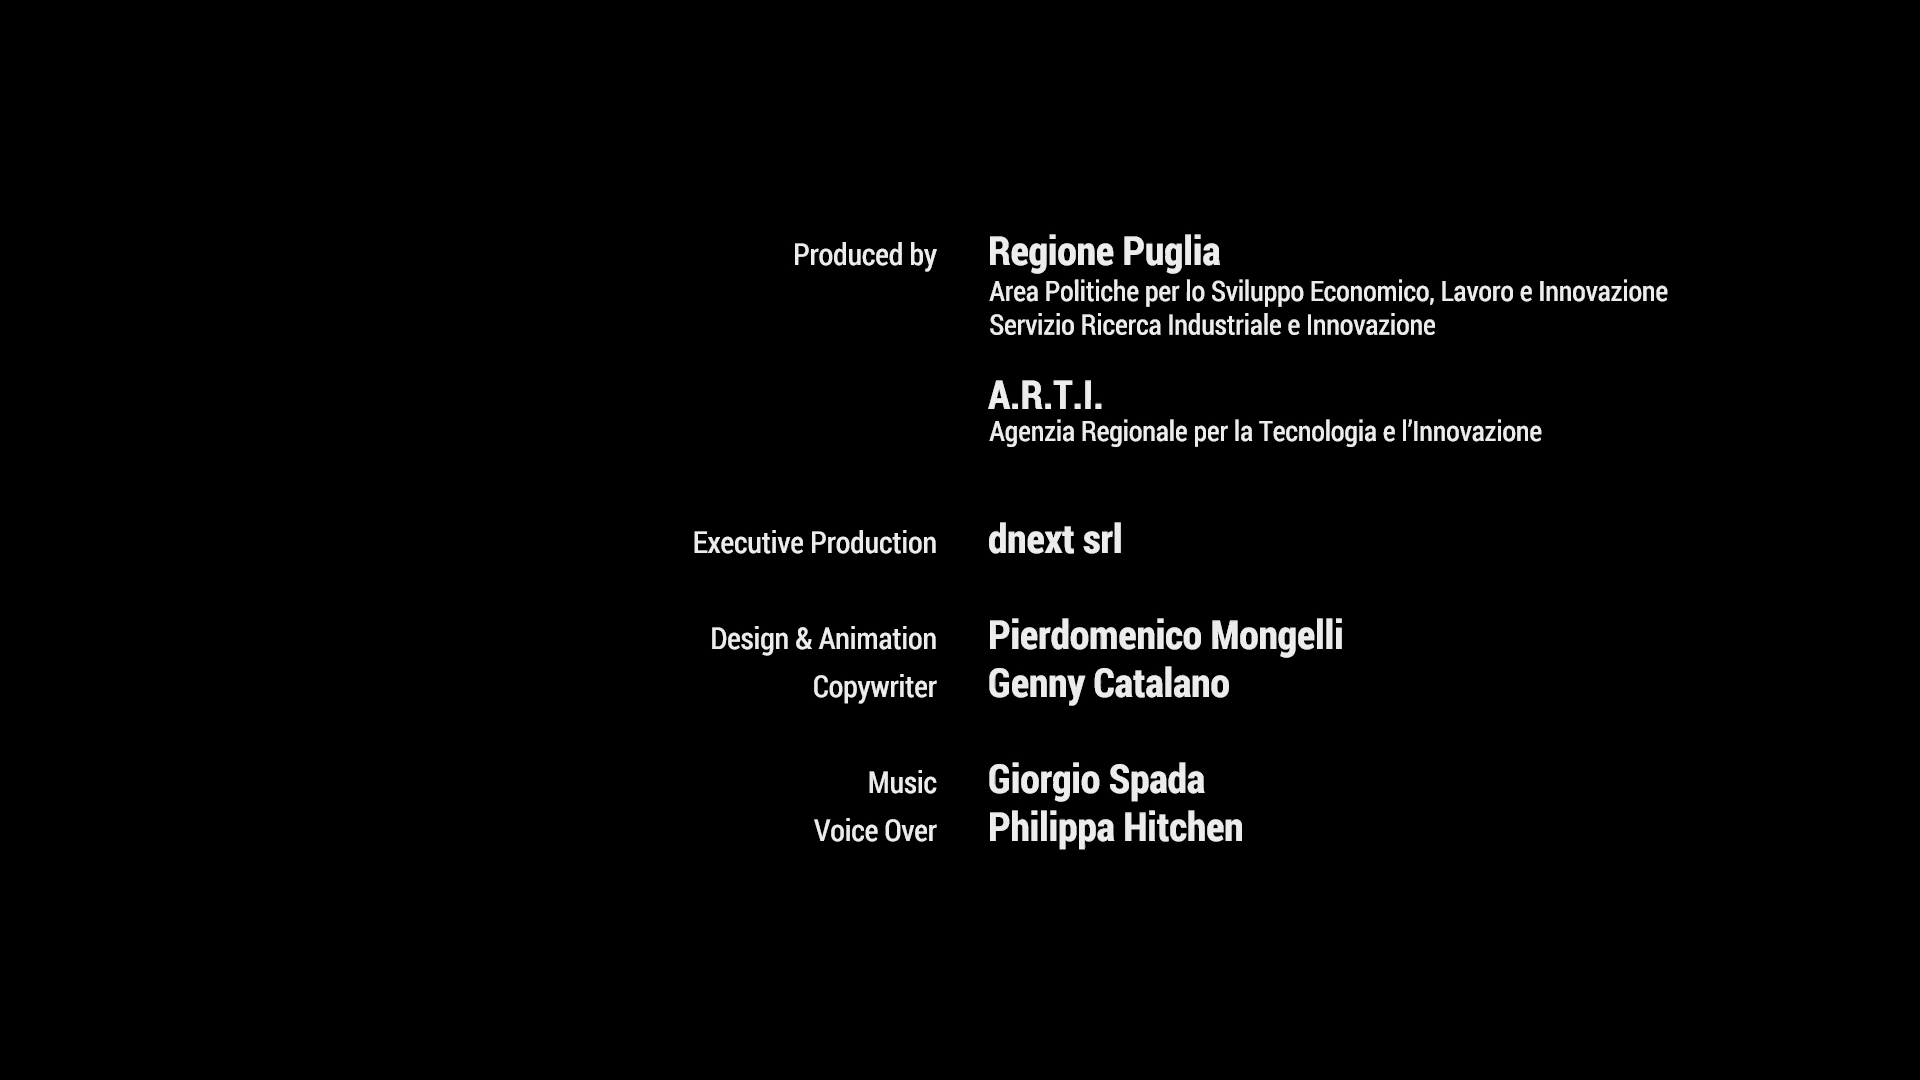 Produced by Regione Puglia
Area Politiche per lo Sviluppo Economico, Lavoro e Innovazione
Servizio Ricerca Industriale e Innovazione
A.R.T.I.
Agenzia Regionale per la Tecnologia e l’Innovazione
Executive Production dnext srl
Design & Animation Pierdomenico Mongelli
Copywriter Genny Catalano
Music Giorgio Spada
Voice Over Philippa Hitchen